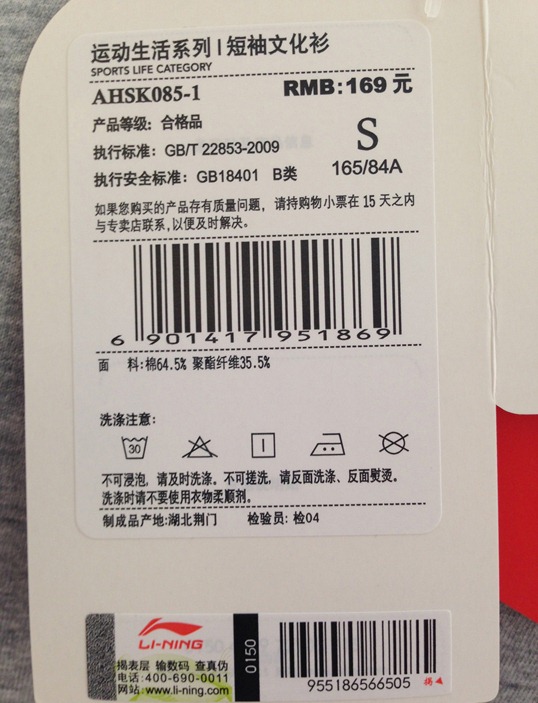 运动生活系列 | 短袖文化衫
SPORTS LIFE CATEGORY
AHSK085-1
RMB:169 元
产品等级: 合格品
S
执行标准: GB/T 22853-2009
165/84A
执行安全标准: GB18401 B类
如果您购买的产品存有质量问题, 请持购物小票在 15 天之内
与专卖店联系,以便及时解决。
6 901417 951869
面 料:棉64.5% 聚酯纤维35.5%
洗涤注意:
30
不可浸泡, 请及时洗涤。不可搓洗, 请反面洗涤、反面熨烫。
洗涤时请不要使用衣物柔顺剂。
制成品产地:湖北荆门 检验员: 检04
LI-NING
揭表层 输数码 查真伪
电话:400-690-0011
网站:www.li-ning.com
0150
955186566505
揭